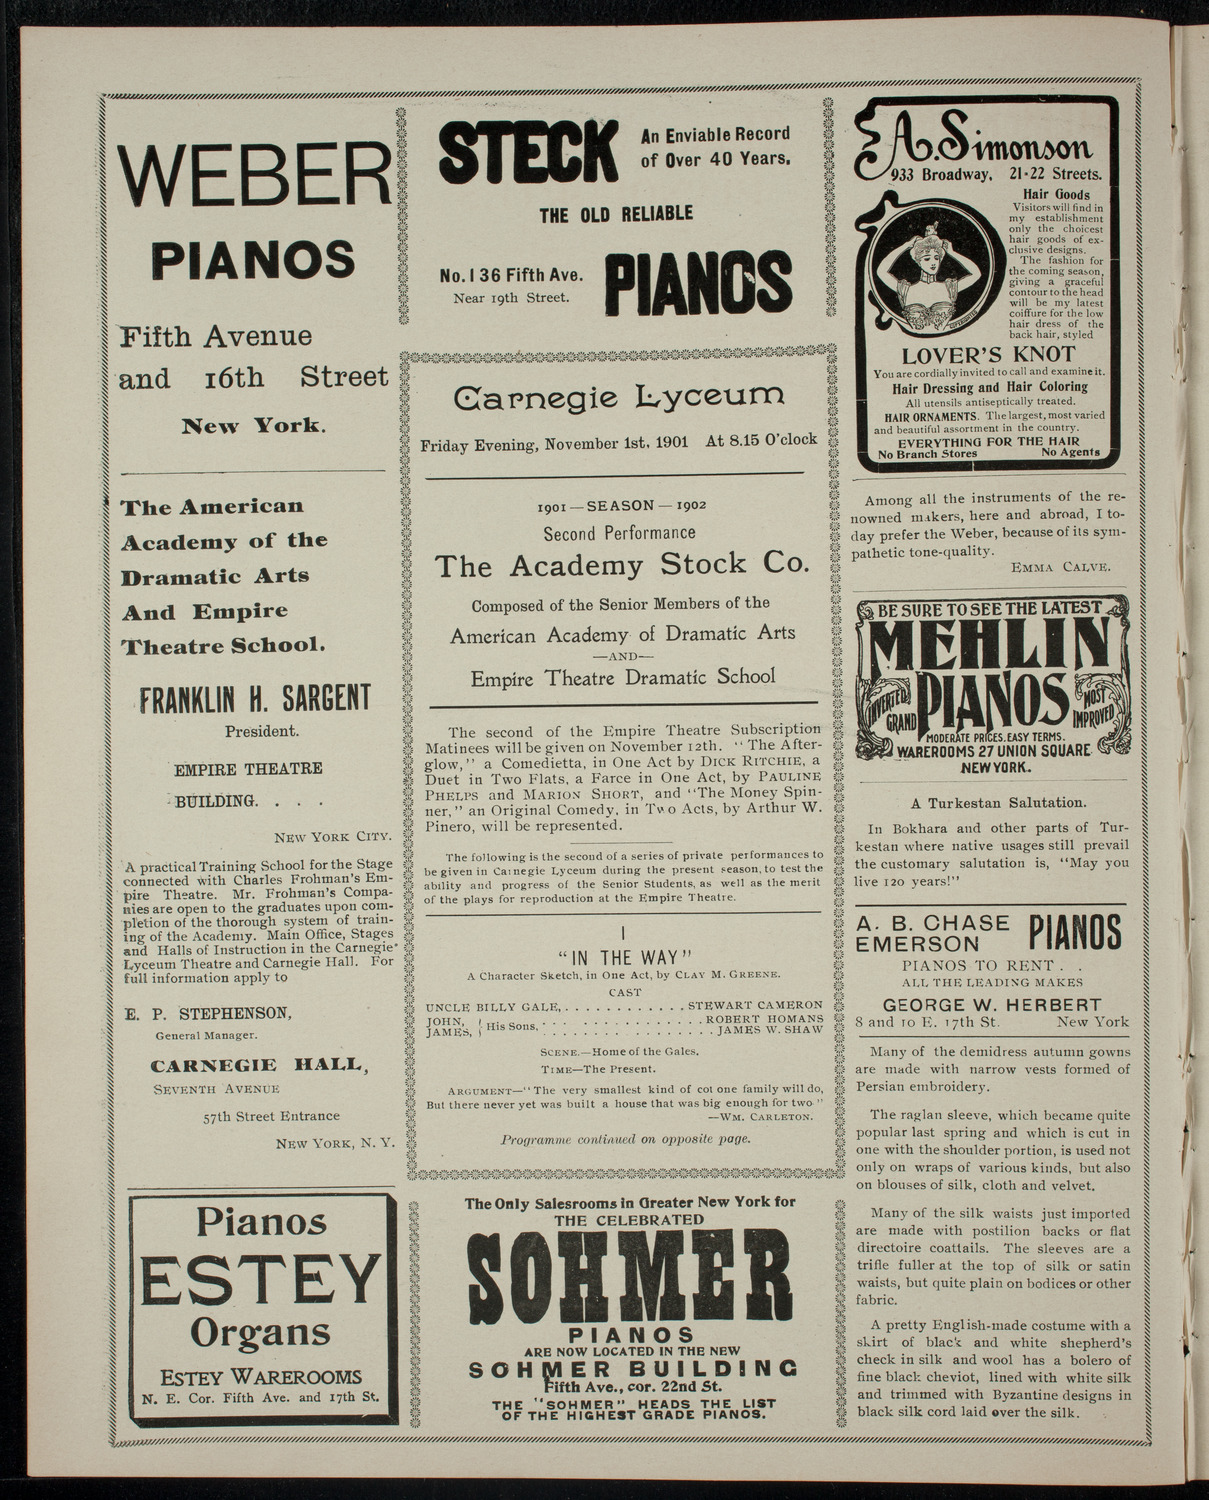 WEBER
PIANOS
Fifth Avenue
and 16th Street
New York.
The American
Academy of the
Dramatic Arts
And Empire
Theatre School.
FRANKLIN H. SARGENT
President.
EMPIRE THEATRE
BUILDING. . . .
NEW YORK CITY.
A practical Training School for the Stage
connected with Charles Frohman's Em-
pire Theatre. Mr. Frohman's Compa-
nies are open to the graduates upon com-
pletion of the thorough system of train-
ing of the Academy. Main Office, Stages
and Halls of Instruction in the Carnegie
Lyceum Theatre and Carnegie Hall. For
full information apply to
E. P. STEPHENSON,
General Manager.
CARNEGIE HALL,
SEVENTH AVENUE
57th Street Entrance
NEW YORK, N. Y.
Pianos
ESTEY
Organs
ESTEY WAREROOMS
N. E. Cor. Fifth Ave. and 17th St.
STECK
An Enviable Record
of Over 40 Years.
THE OLD RELIABLE
No. 136 Fifth Ave.
Near 19th Street.
PIANOS
Carnegie Lyceum
Friday Evening, November 1st, 1901 At 8.15 O'clock
1901—SEASON—1902
Second Performance
The Academy Stock Co.
Composed of the Senior Members of the
American Academy of Dramatic Arts
—AND—
Empire Theatre Dramatic School
The second of the Empire Theatre Subscription
Matinees will be given on November 12th. "The After-
glow," a Comedietta, in One Act by DICK RITCHIE, a
Duet in Two Flats, a Farce in One Act, by PAULINE
PHELPS and MARION SHORT, and "The Money Spin-
ner," an Original Comedy, in Two Acts, by Arthur W.
Pinero, will be represented.
The following is the second of a series of private performances to
be given in Carnegie Lyceum during the present season, to test the
ability and progress of the Senior Students, as well as the merit
of the plays for reproduction at the Empire Theatre.
I
"IN THE WAY"
A Character Sketch, in One Act, by CLAY M. GREENE.
CAST
UNCLE BILLY GALE, . . . . . . . . . . . . STEWART CAMERON
JOHN, } His Sons, . . . . . . . . . . . . . . ROBERT HOMANS
JAMES, } . . . . . . . . . . . . . . . . JAMES W. SHAW
SCENE.—Home of the Gales.
TIME—The Present.
ARGUMENT—"The very smallest kind of cot one family will do,
But there never yet was built a house that was big enough for two"
—WM. CARLETON.
Programme continued on opposite page.
The Only Salesrooms in Greater New York for
THE CELEBRATED
SOHMER
PIANOS
ARE NOW LOCATED IN THE NEW
SOHMER BUILDING
Fifth Ave., cor. 22nd St.
THE "SOHMER" HEADS THE LIST
OF THE HIGHEST GRADE PIANOS.
A. Simonson
933 Broadway, 21-22 Streets.
Hair Goods
Visitors will find in
my establishment
only the choicest
hair goods of ex-
clusive designs.
The fashion for
the coming season,
giving a graceful
contour to the head
will be my latest
coiffure for the low
hair dress of the
back hair, styled
LOVER'S KNOT
You are cordially invited to call and examine it.
Hair Dressing and Hair Coloring
All utensils antiseptically treated.
HAIR ORNAMENTS. The largest, most varied
and beautiful assortment in the country.
EVERYTHING FOR THE HAIR
No Branch Stores No Agents
Among all the instruments of the re-
nowned makers, here and abroad, I to-
day prefer the Weber, because of its sym-
pathetic tone-quality.
EMMA CALVE.
BE SURE TO SEE THE LATEST
MEHLIN
INVERTED GRAND
PIANOS
MOST IMPROVED
MODERATE PRICES. EASY TERMS.
WAREROOMS 27 UNION SQUARE
NEW YORK.
A Turkestan Salutation.
In Bokhara and other parts of Tur-
kestan where native usages still prevail
the customary salutation is, "May you
live 120 years!"
A. B. CHASE
EMERSON
PIANOS
PIANOS TO RENT . .
ALL THE LEADING MAKES
GEORGE W. HERBERT
8 and 10 E. 17th St. New York
Many of the demidress autumn gowns
are made with narrow vests formed of
Persian embroidery.
The raglan sleeve, which became quite
popular last spring and which is cut in
one with the shoulder portion, is used not
only on wraps of various kinds, but also
on blouses of silk, cloth and velvet.
Many of the silk waists just imported
are made with postilion backs or flat
directoire coattails. The sleeves are a
trifle fuller at the top of silk or satin
waists, but quite plain on bodices or other
fabric.
A pretty English-made costume with a
skirt of black and white shepherd's
check in silk and wool has a bolero of
fine black cheviot, lined with white silk
and trimmed with Byzantine designs in
black silk cord laid over the silk.